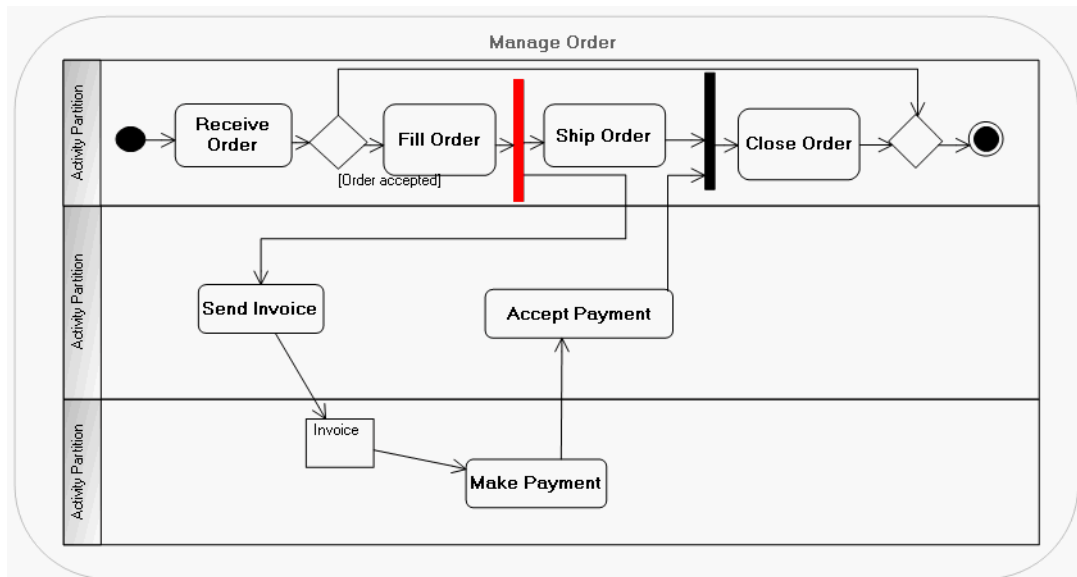 Manage Order
Activity Partition
Receive
Order
Fill Order
Ship Order
Close Order
[Order accepted]
Activity Partition
Send Invoice
Accept Payment
Activity Partition
Invoice
Make Payment